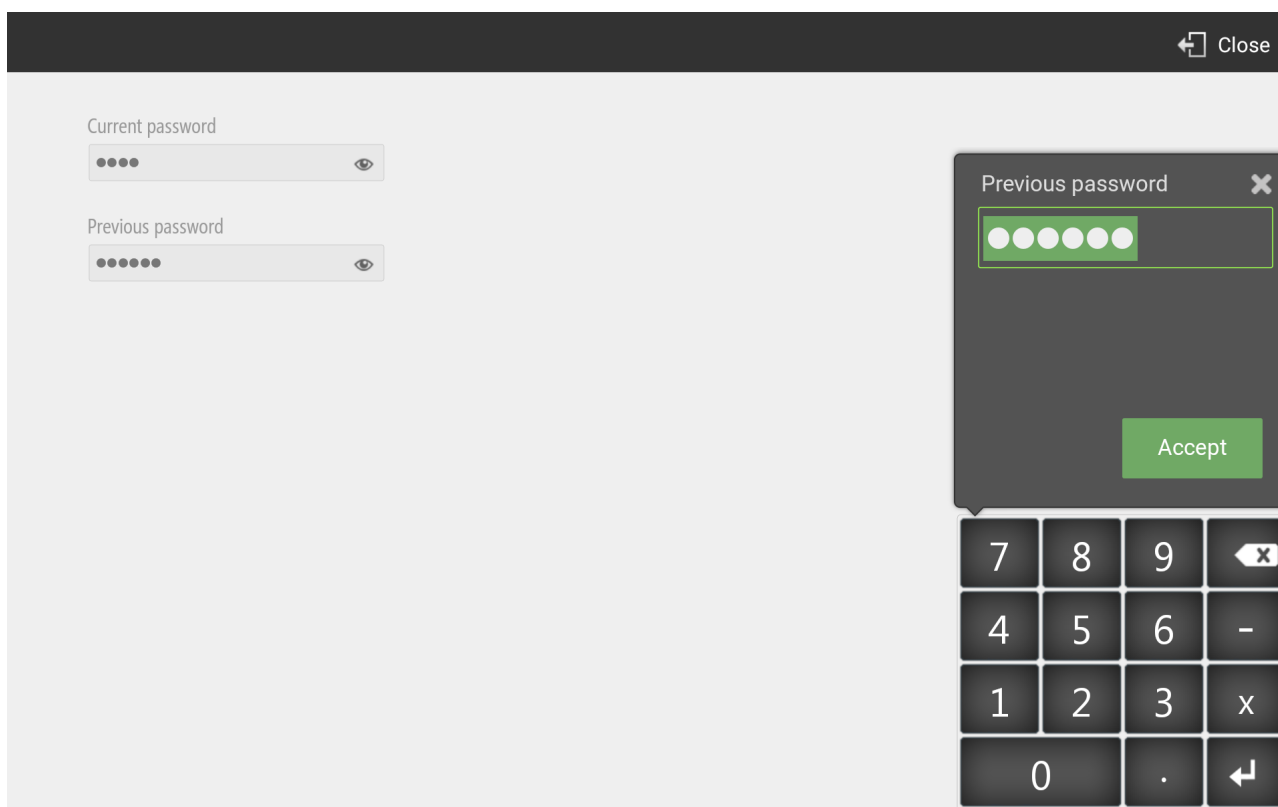 Close
Current password
••••
Previous password
••••••
Previous password
●●●●●●
Accept
7 8 9
4 5 6 -
1 2 3 x
0 .